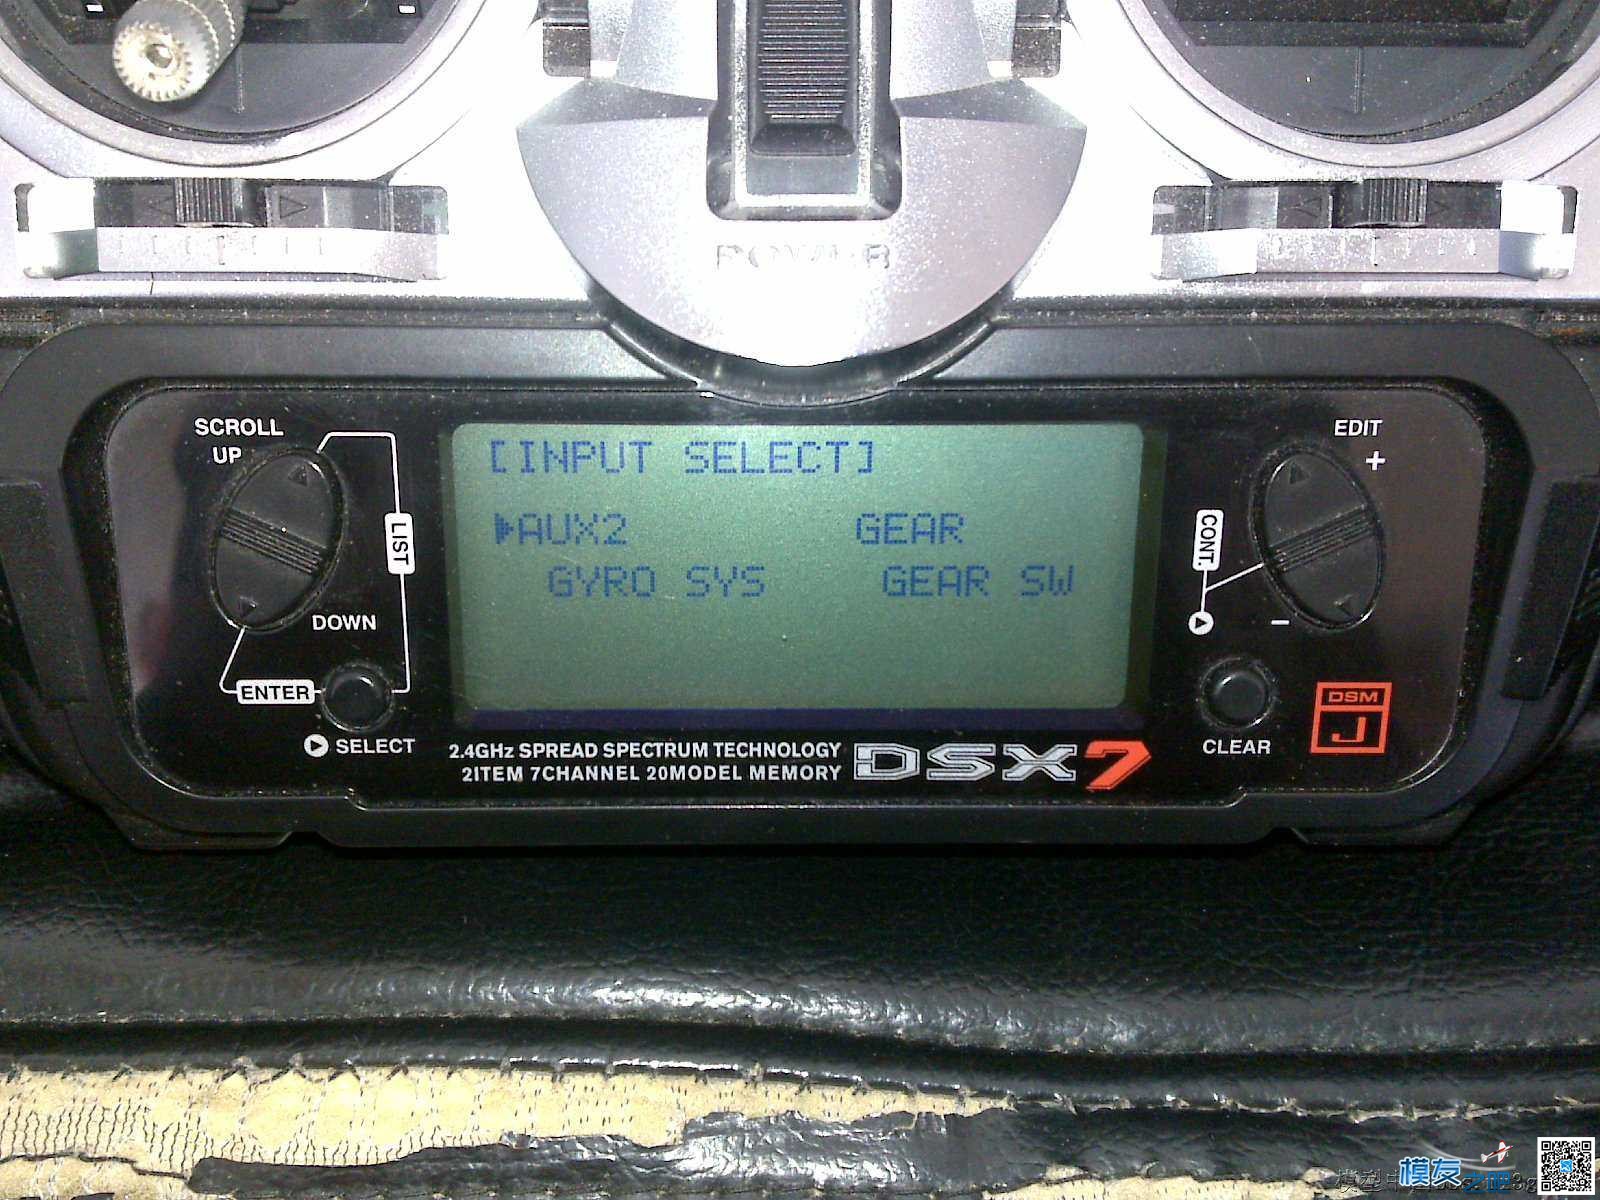 POWER
SCROLL
UP
LIST
DOWN
ENTER
SELECT
[INPUT SELECT]
AUX2 GEAR
GYRO SYS GEAR SW
2.4GHz SPREAD SPECTRUM TECHNOLOGY
2ITEM 7CHANNEL 20MODEL MEMORY
DSX7
EDIT
+
CONT.
−
CLEAR
DSM
J
模友之吧